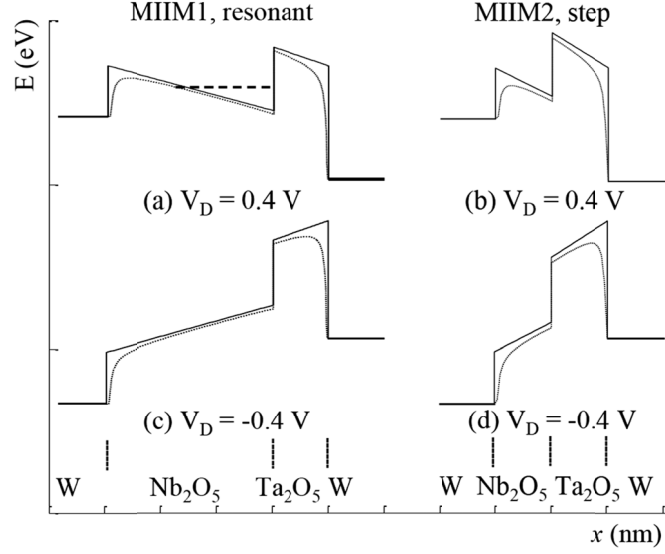 MIIM1, resonant MIIM2, step
E (eV)
(a) V_D = 0.4 V (b) V_D = 0.4 V
(c) V_D = -0.4 V (d) V_D = -0.4 V
W Nb₂O₅ Ta₂O₅ W W Nb₂O₅ Ta₂O₅ W
x (nm)